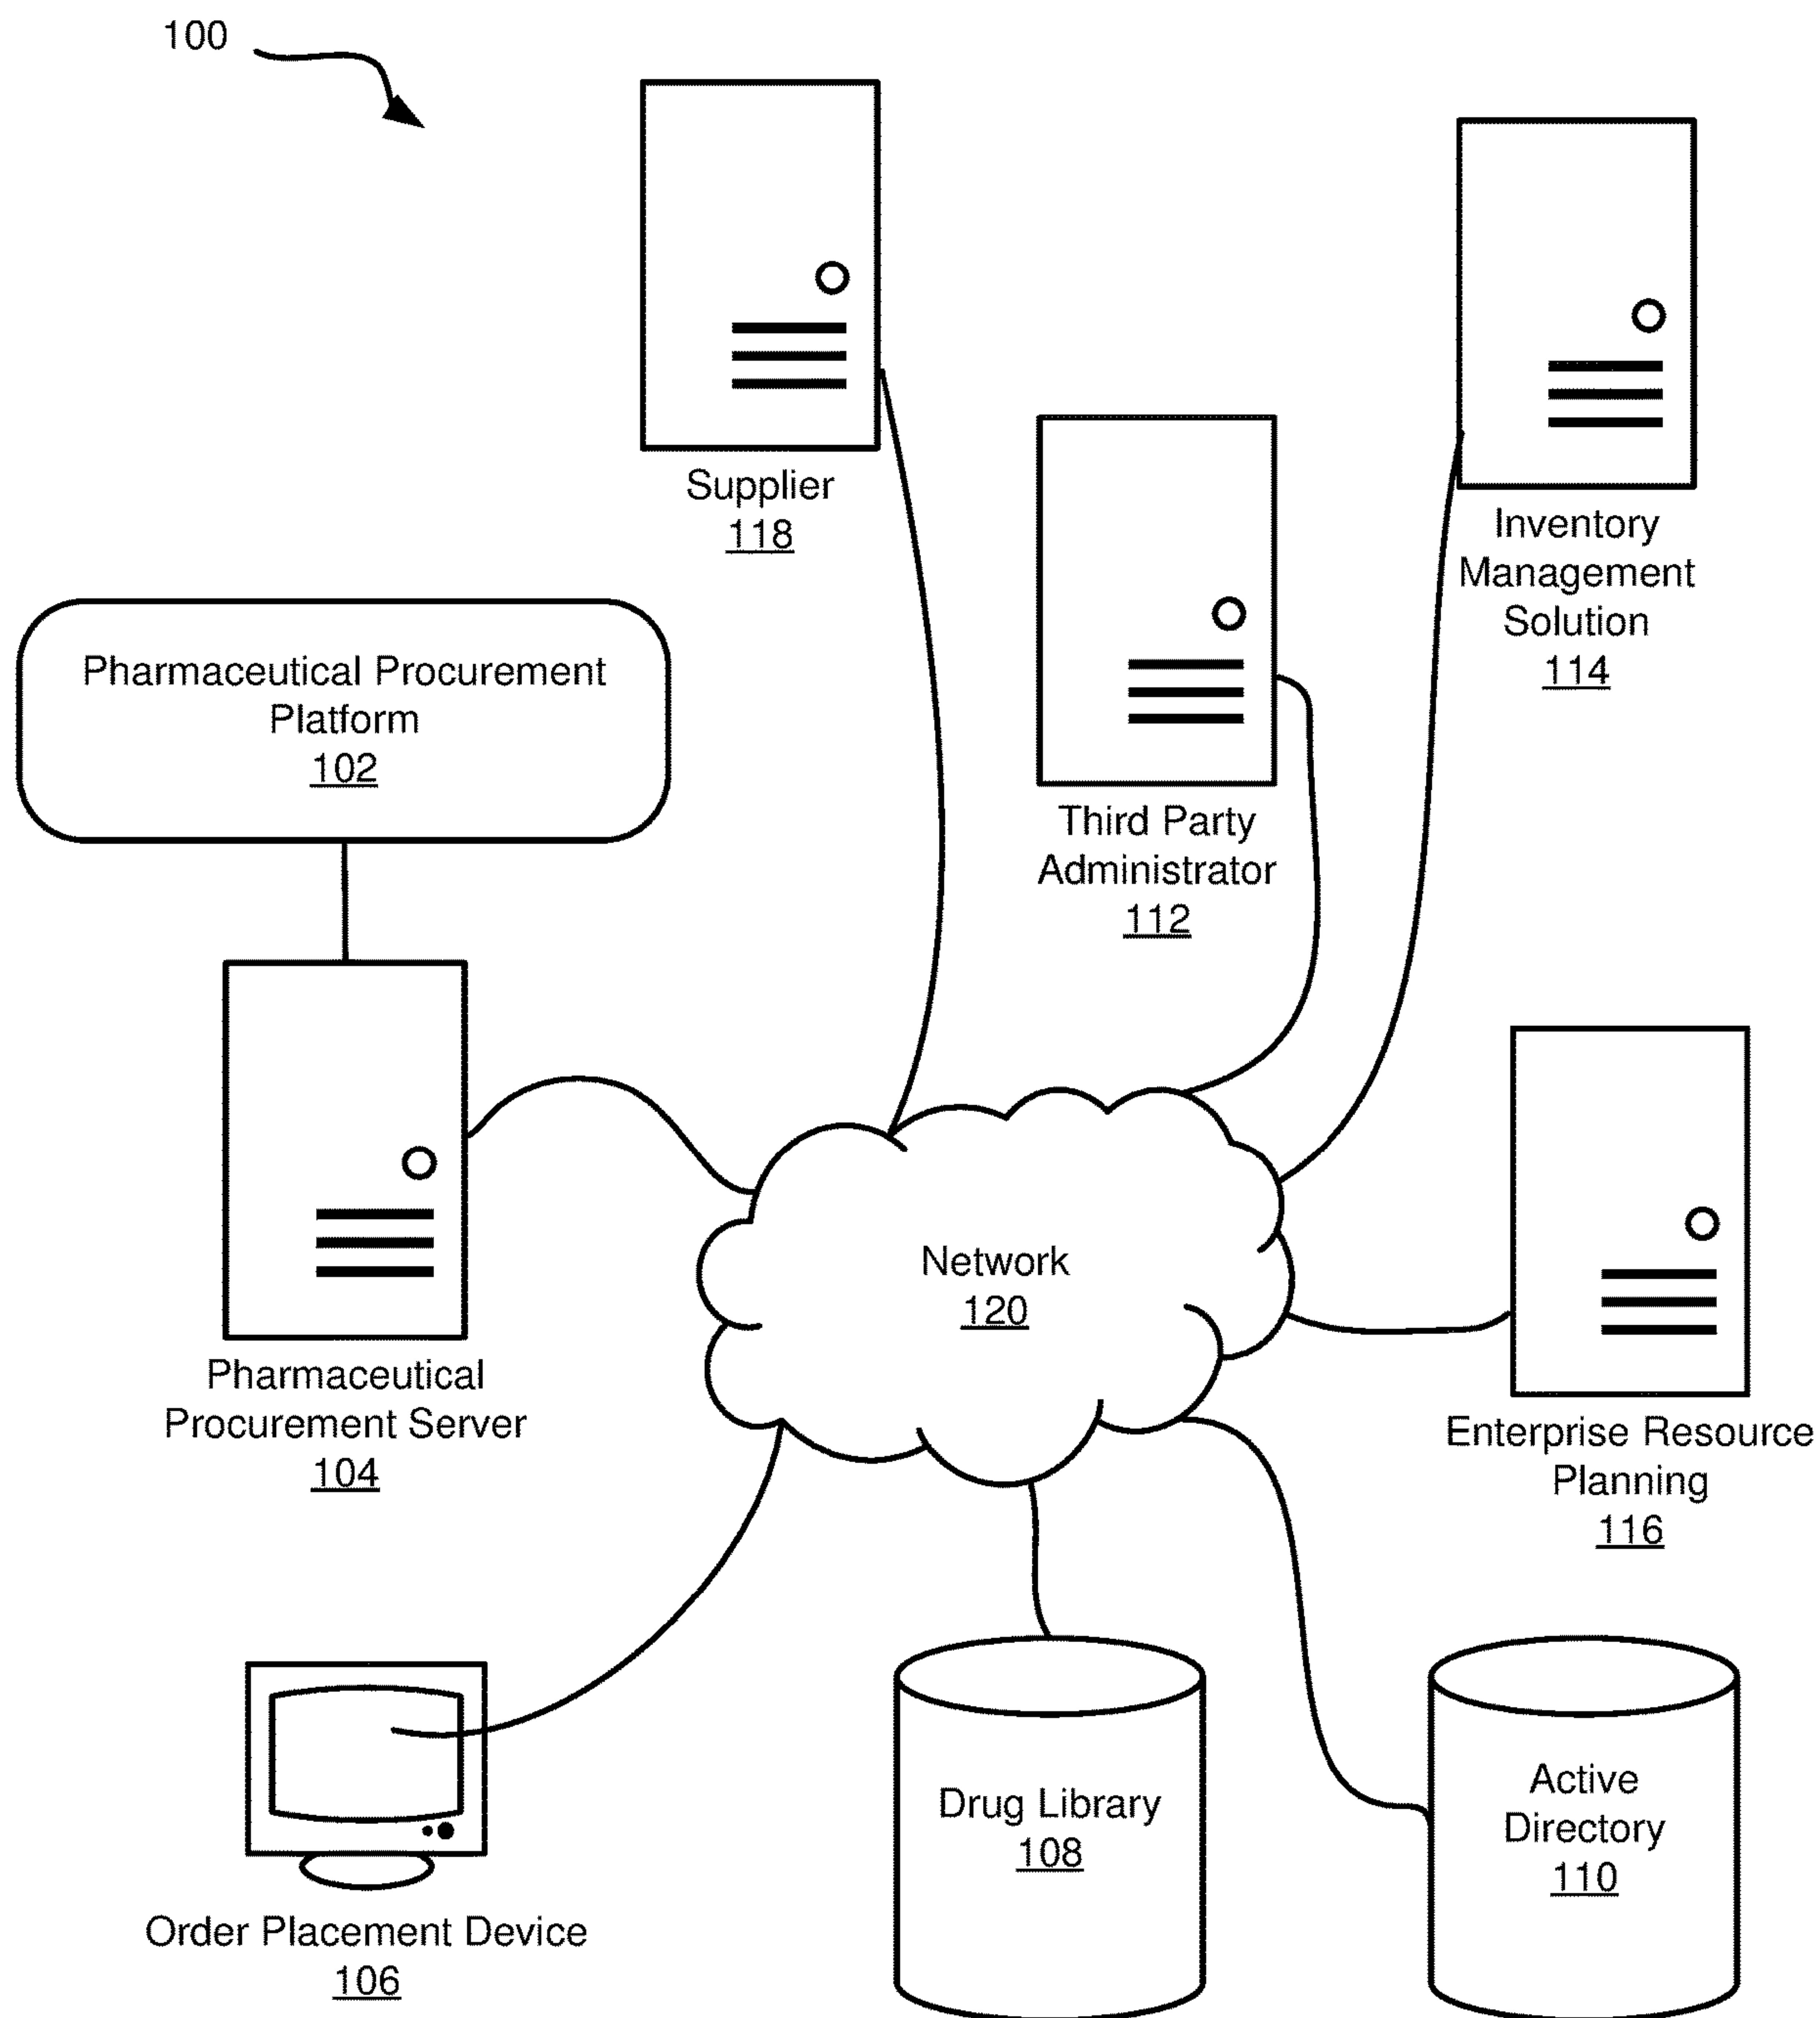 100
Supplier
118
Inventory
Management
Solution
114
Pharmaceutical Procurement
Platform
102
Third Party
Administrator
112
Network
120
Pharmaceutical
Procurement Server
104
Enterprise Resource
Planning
116
Drug Library
108
Active
Directory
110
Order Placement Device
106